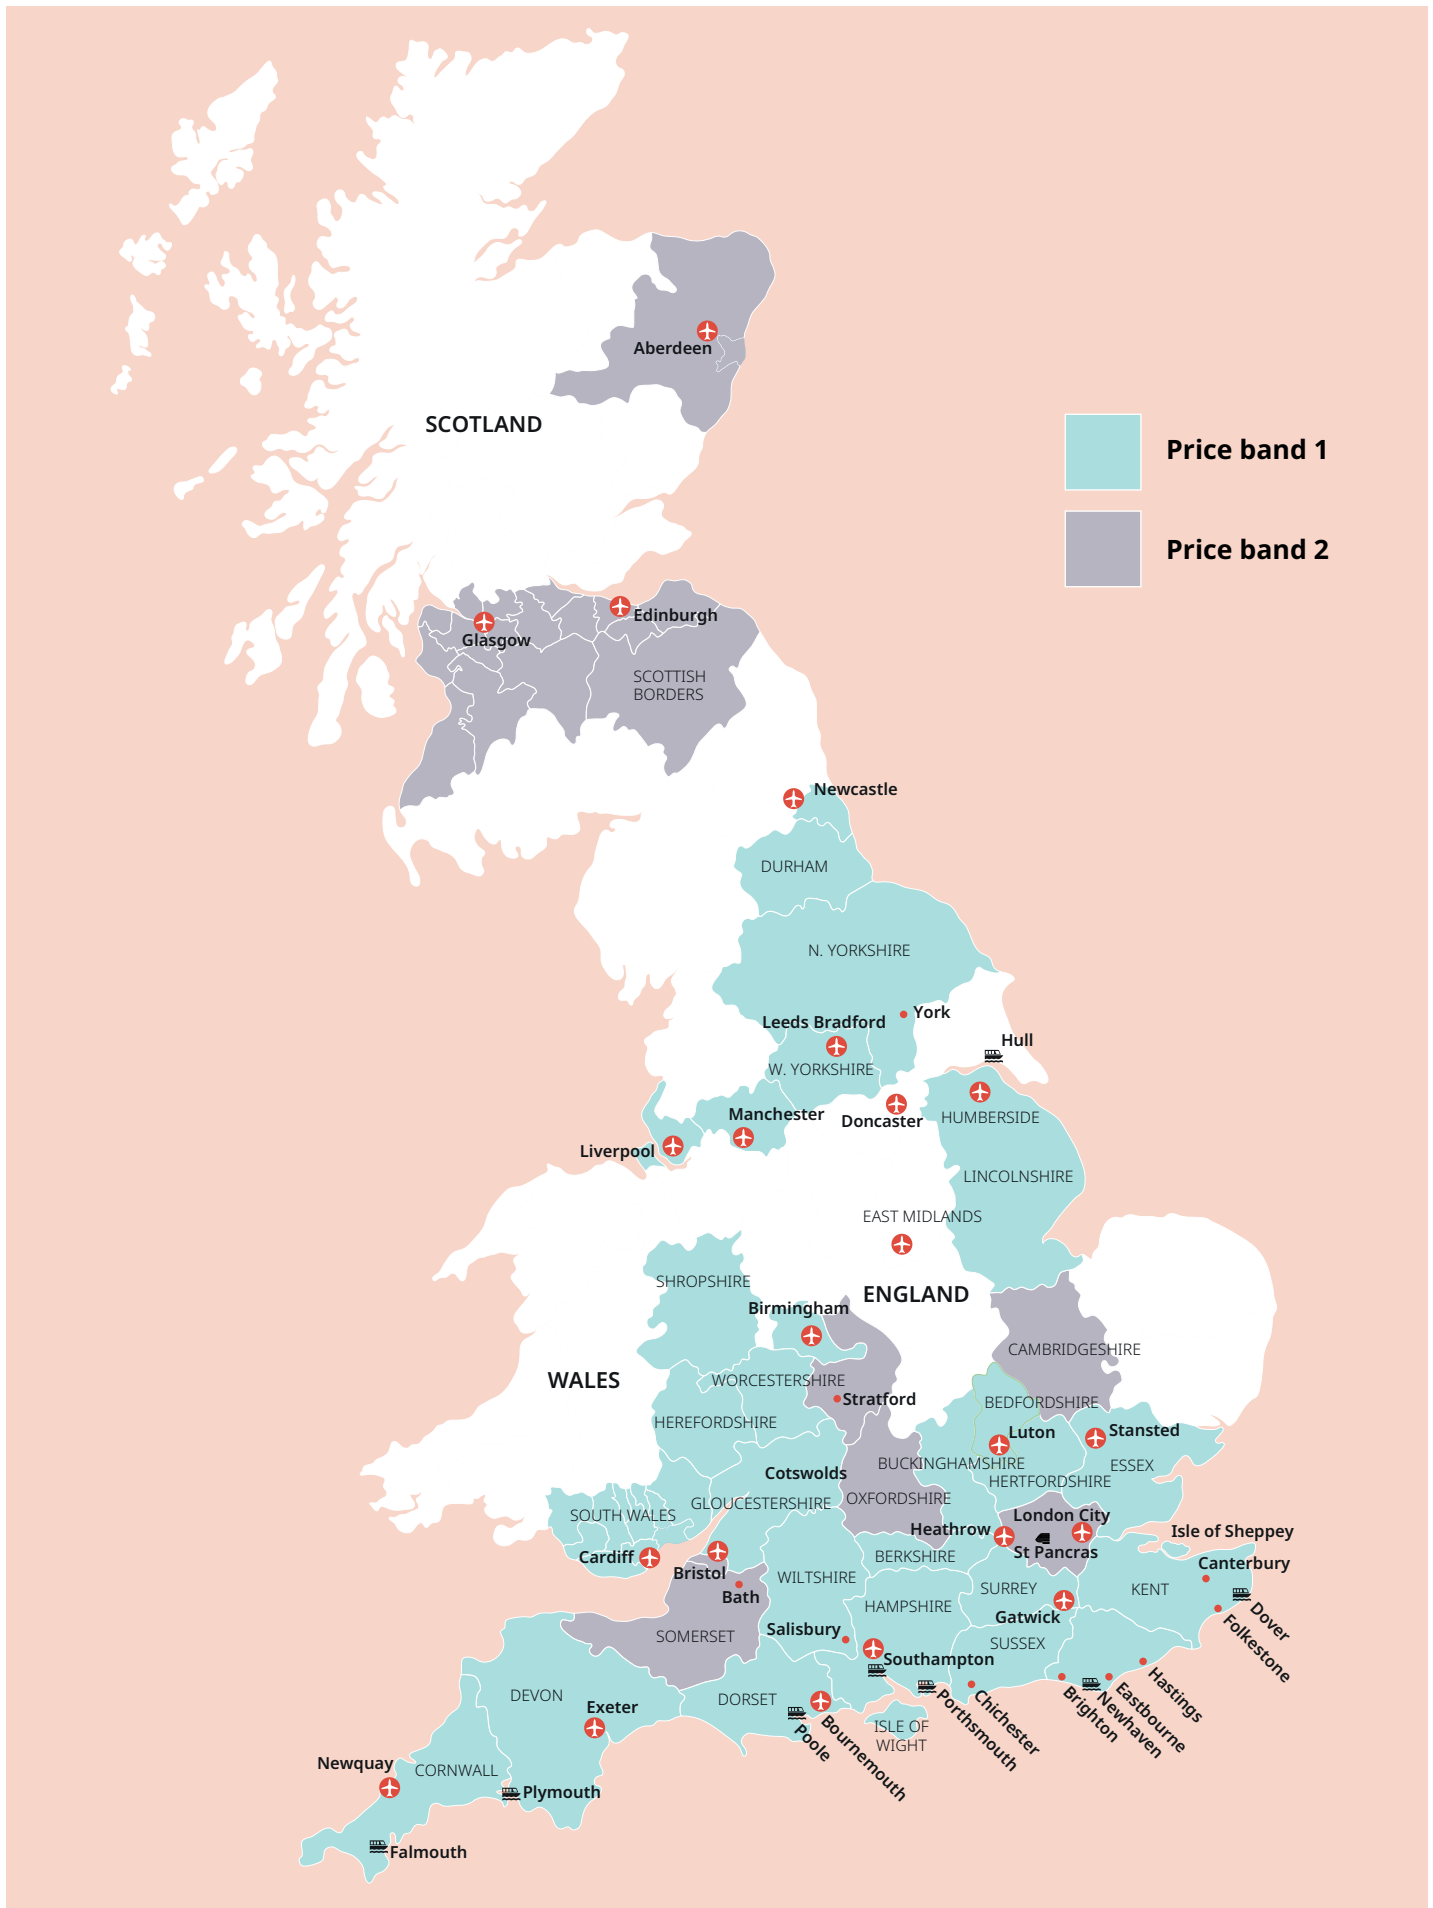 Aberdeen
SCOTLAND
Price band 1
Price band 2
Edinburgh
Glasgow
SCOTTISH
BORDERS
Newcastle
DURHAM
N. YORKSHIRE
York
Leeds Bradford
Hull
W. YORKSHIRE
Manchester
Doncaster
HUMBERSIDE
Liverpool
LINCOLNSHIRE
EAST MIDLANDS
SHROPSHIRE
ENGLAND
Birmingham
CAMBRIDGESHIRE
WALES
WORCESTERSHIRE
Stratford
BEDFORDSHIRE
HEREFORDSHIRE
Luton
Stansted
BUCKINGHAMSHIRE
ESSEX
Cotswolds
HERTFORDSHIRE
GLOUCESTERSHIRE
OXFORDSHIRE
SOUTH WALES
London City
Heathrow
Isle of Sheppey
St Pancras
Cardiff
BERKSHIRE
Canterbury
Bristol
WILTSHIRE
SURREY
KENT
Bath
HAMPSHIRE
Gatwick
Dover
Folkestone
Salisbury
SOMERSET
SUSSEX
Southampton
Hastings
DEVON
DORSET
Exeter
Eastbourne
Newhaven
Brighton
Chichester
Porthsmouth
ISLE OF
WIGHT
Bournemouth
Poole
Newquay
CORNWALL
Plymouth
Falmouth